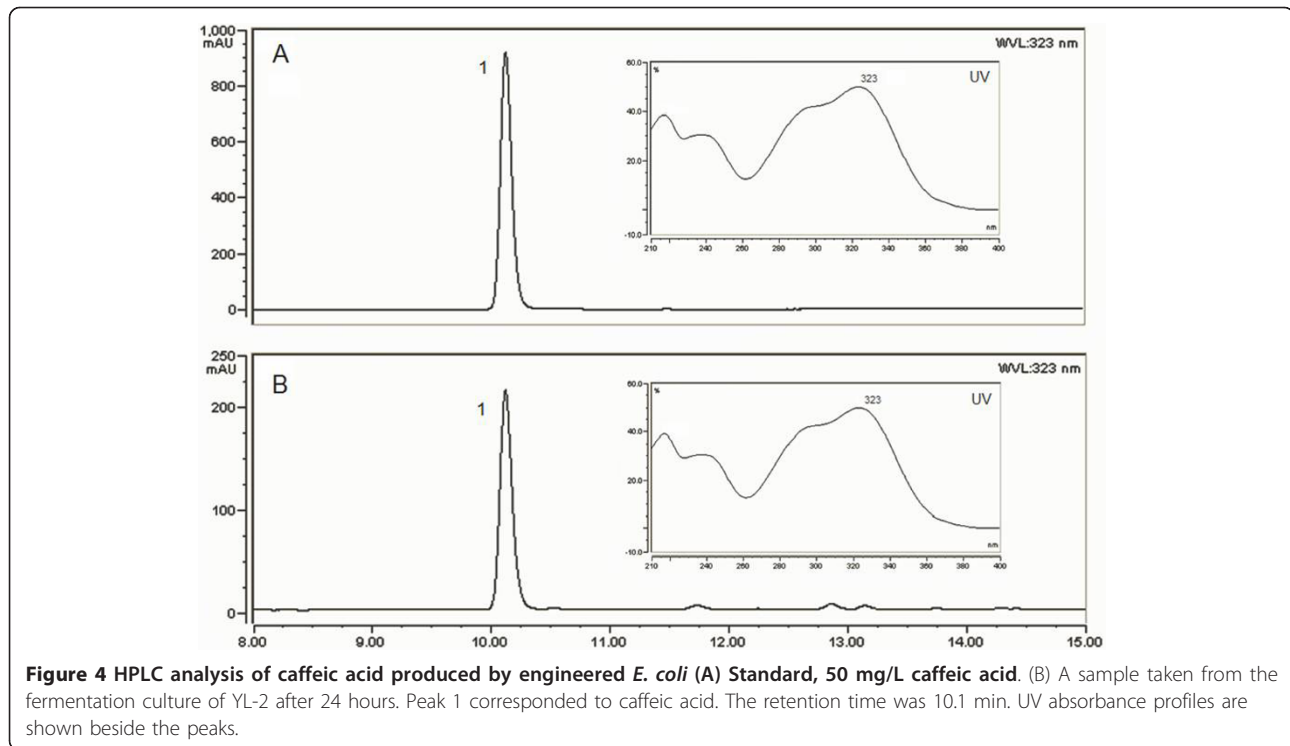 1,000
mAU
A
1
WVL:323 nm
800
600
400
200
0
60.0
%
323
UV
40.0
20.0
-10.0
nm
210 240 260 280 300 320 340 360 380 400
250
mAU
B
1
WVL:323 nm
200
100
0
60.0
%
323
UV
40.0
20.0
-10.0
nm
210 240 260 280 300 320 340 360 380 400
8.00 9.00 10.00 11.00 12.00 13.00 14.00 15.00
Figure 4 HPLC analysis of caffeic acid produced by engineered E. coli (A) Standard, 50 mg/L caffeic acid. (B) A sample taken from the
fermentation culture of YL-2 after 24 hours. Peak 1 corresponded to caffeic acid. The retention time was 10.1 min. UV absorbance profiles are
shown beside the peaks.